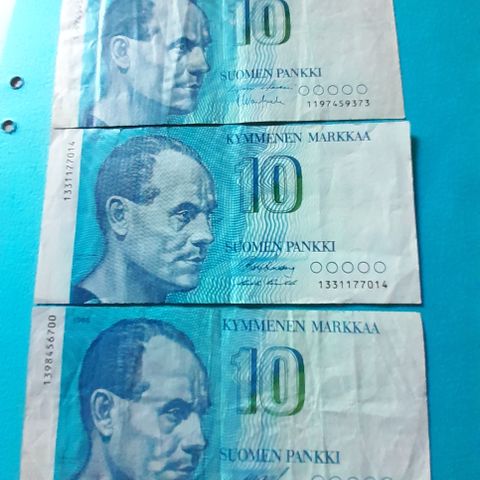 10
SUOMEN PANKKI
1197459373
KYMMENEN MARKKAA
1331177014
10
SUOMEN PANKKI
1331177014
1398456700
KYMMENEN MARKKAA
10
SUOMEN PANKKI